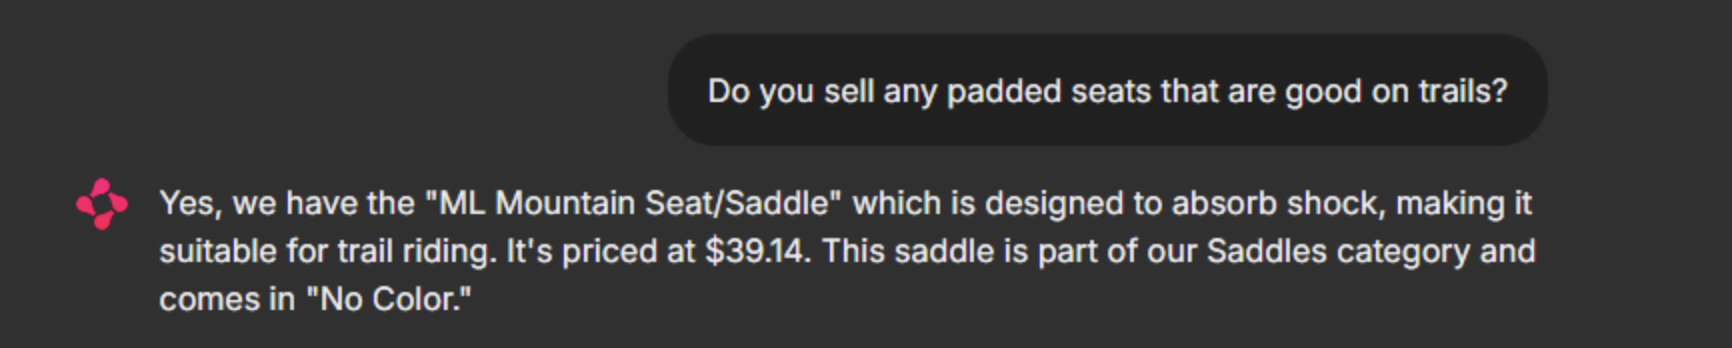 Do you sell any padded seats that are good on trails?
Yes, we have the "ML Mountain Seat/Saddle" which is designed to absorb shock, making it
suitable for trail riding. It's priced at $39.14. This saddle is part of our Saddles category and
comes in "No Color."